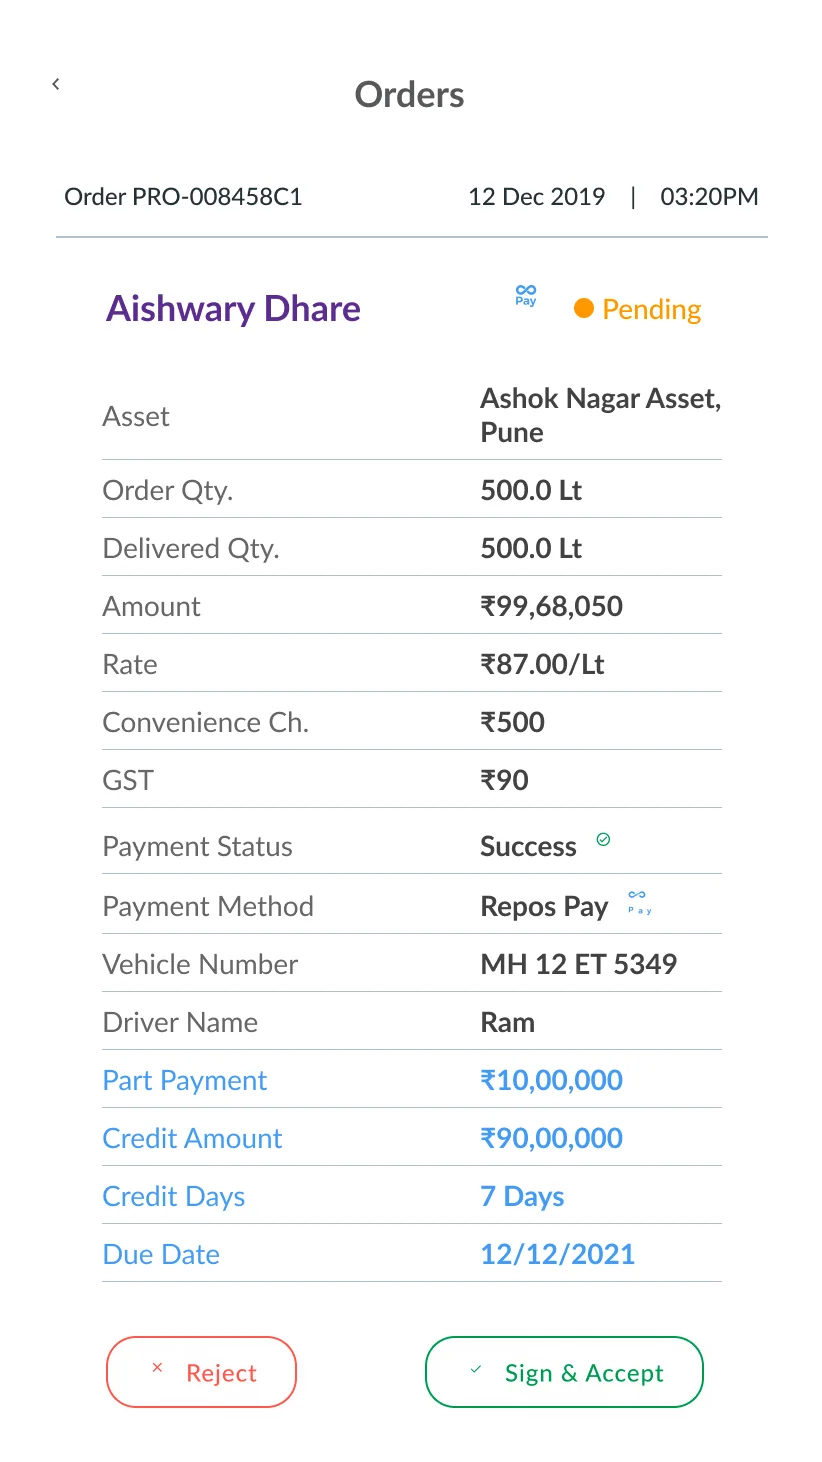 Orders
Order PRO-008458C1 12 Dec 2019 | 03:20PM
Aishwary Dhare Pay Pending
Asset Ashok Nagar Asset,
Pune
Order Qty. 500.0 Lt
Delivered Qty. 500.0 Lt
Amount ₹99,68,050
Rate ₹87.00/Lt
Convenience Ch. ₹500
GST ₹90
Payment Status Success
Payment Method Repos Pay Pay
Vehicle Number MH 12 ET 5349
Driver Name Ram
Part Payment ₹10,00,000
Credit Amount ₹90,00,000
Credit Days 7 Days
Due Date 12/12/2021
Reject Sign & Accept